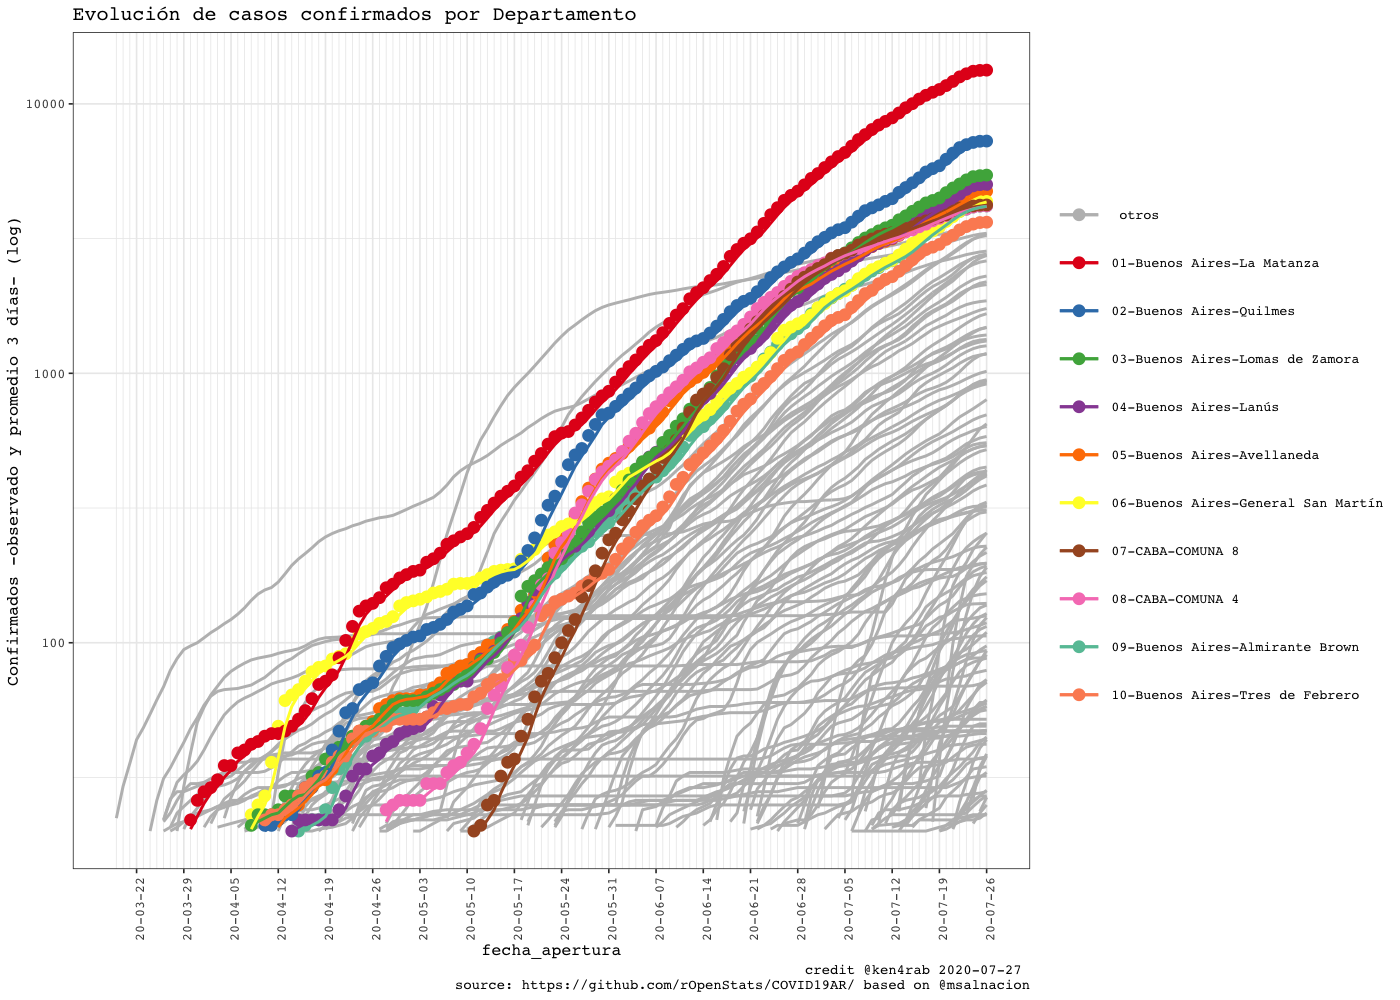 Evolución de casos confirmados por Departamento
Confirmados -observado y promedio 3 días- (log)
10000
1000
100
20-03-22
20-03-29
20-04-05
20-04-12
20-04-19
20-04-26
20-05-03
20-05-10
20-05-17
20-05-24
20-05-31
20-06-07
20-06-14
20-06-21
20-06-28
20-07-05
20-07-12
20-07-19
20-07-26
fecha_apertura
otros
01-Buenos Aires-La Matanza
02-Buenos Aires-Quilmes
03-Buenos Aires-Lomas de Zamora
04-Buenos Aires-Lanús
05-Buenos Aires-Avellaneda
06-Buenos Aires-General San Martín
07-CABA-COMUNA 8
08-CABA-COMUNA 4
09-Buenos Aires-Almirante Brown
10-Buenos Aires-Tres de Febrero
credit @ken4rab 2020-07-27
source: https://github.com/rOpenStats/COVID19AR/ based on @msalnacion